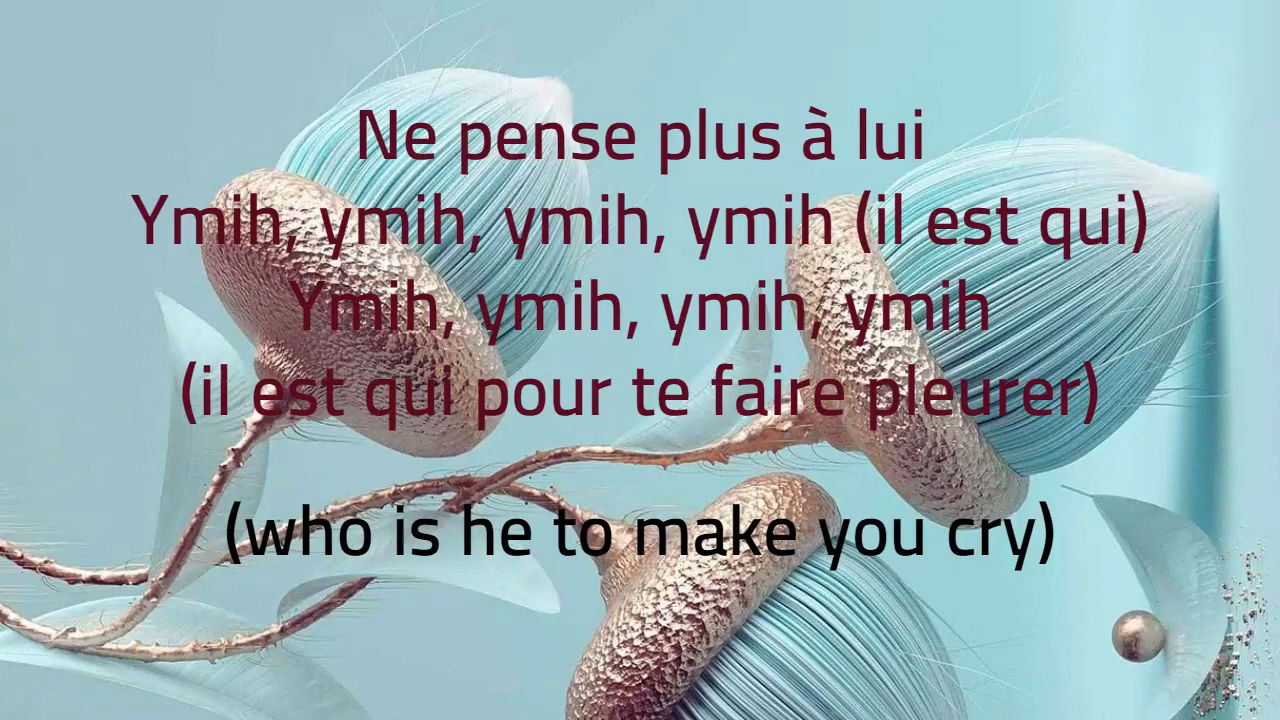 Ne pense plus à lui
Ymih, ymih, ymih, ymih (il est qui)
Ymih, ymih, ymih, ymih
(il est qui pour te faire pleurer)
(who is he to make you cry)